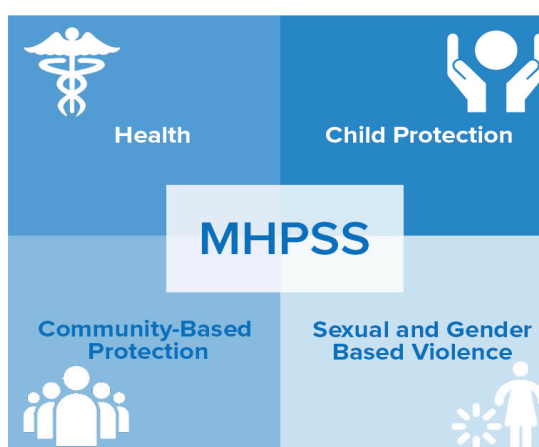 Health
Child Protection
MHPSS
Community-Based
Protection
Sexual and Gender
Based Violence